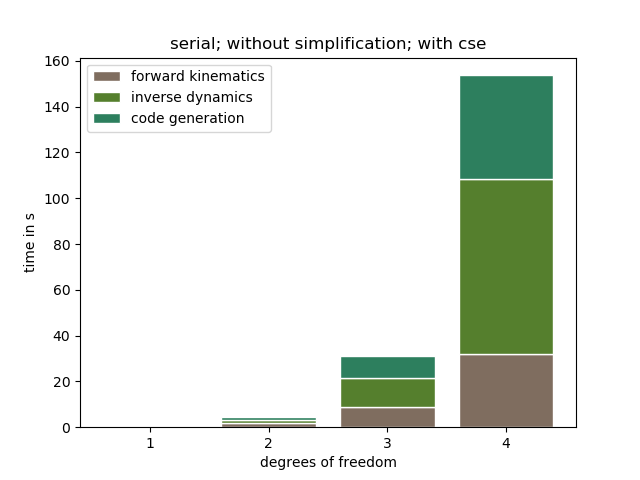 serial; without simplification; with cse
forward kinematics
inverse dynamics
code generation
time in s
160
140
120
100
80
60
40
20
0
1 2 3 4
degrees of freedom